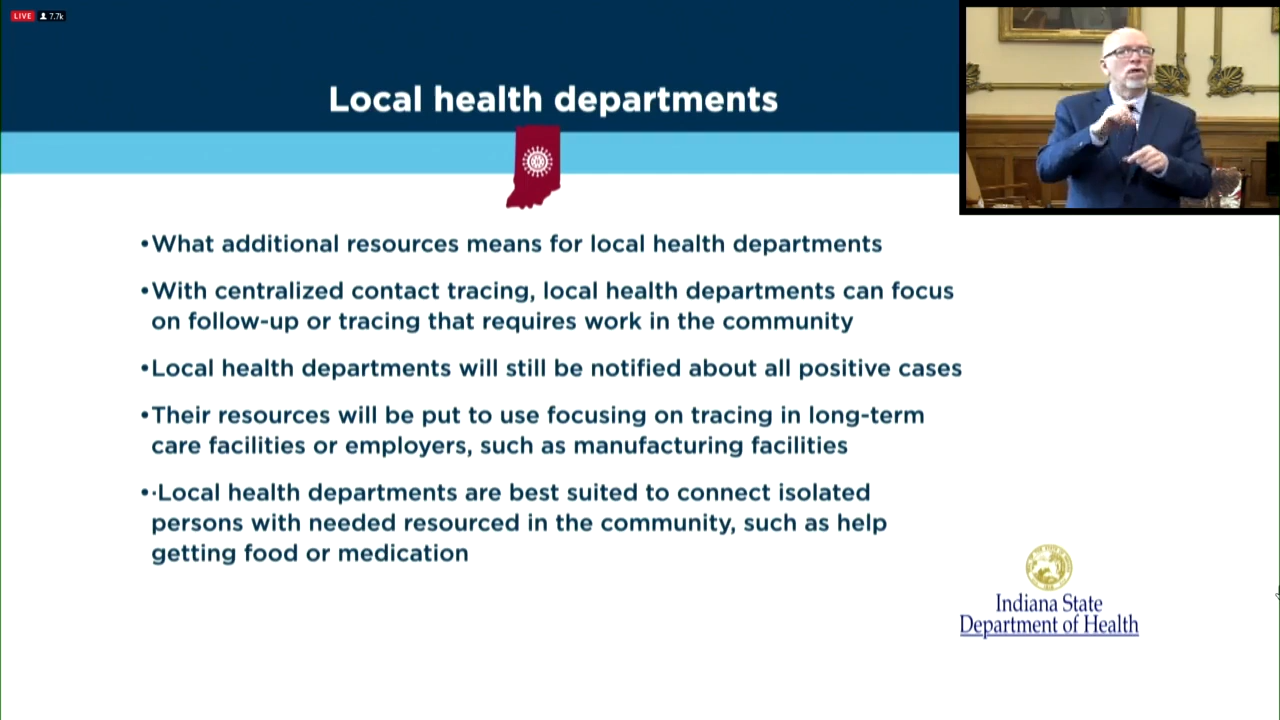 LIVE 7.7k
Local health departments
•What additional resources means for local health departments
•With centralized contact tracing, local health departments can focus
on follow-up or tracing that requires work in the community
•Local health departments will still be notified about all positive cases
•Their resources will be put to use focusing on tracing in long-term
care facilities or employers, such as manufacturing facilities
•·Local health departments are best suited to connect isolated
persons with needed resourced in the community, such as help
getting food or medication
Indiana State
Department of Health